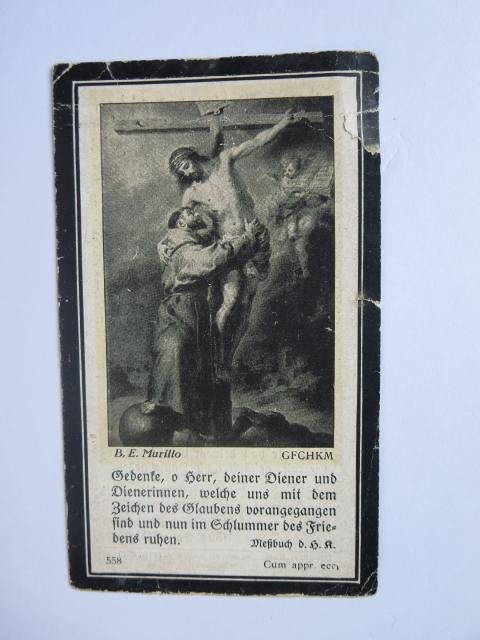 B. E. Murillo
GFCHKM
Gedenke, o Herr, deiner Diener und
Dienerinnen, welche uns mit dem
Zeichen des Glaubens vorangegangen
sind und nun im Schlummer des Frie-
dens ruhen.
Meßbuch d. H. K.
558
Cum appr. eccl